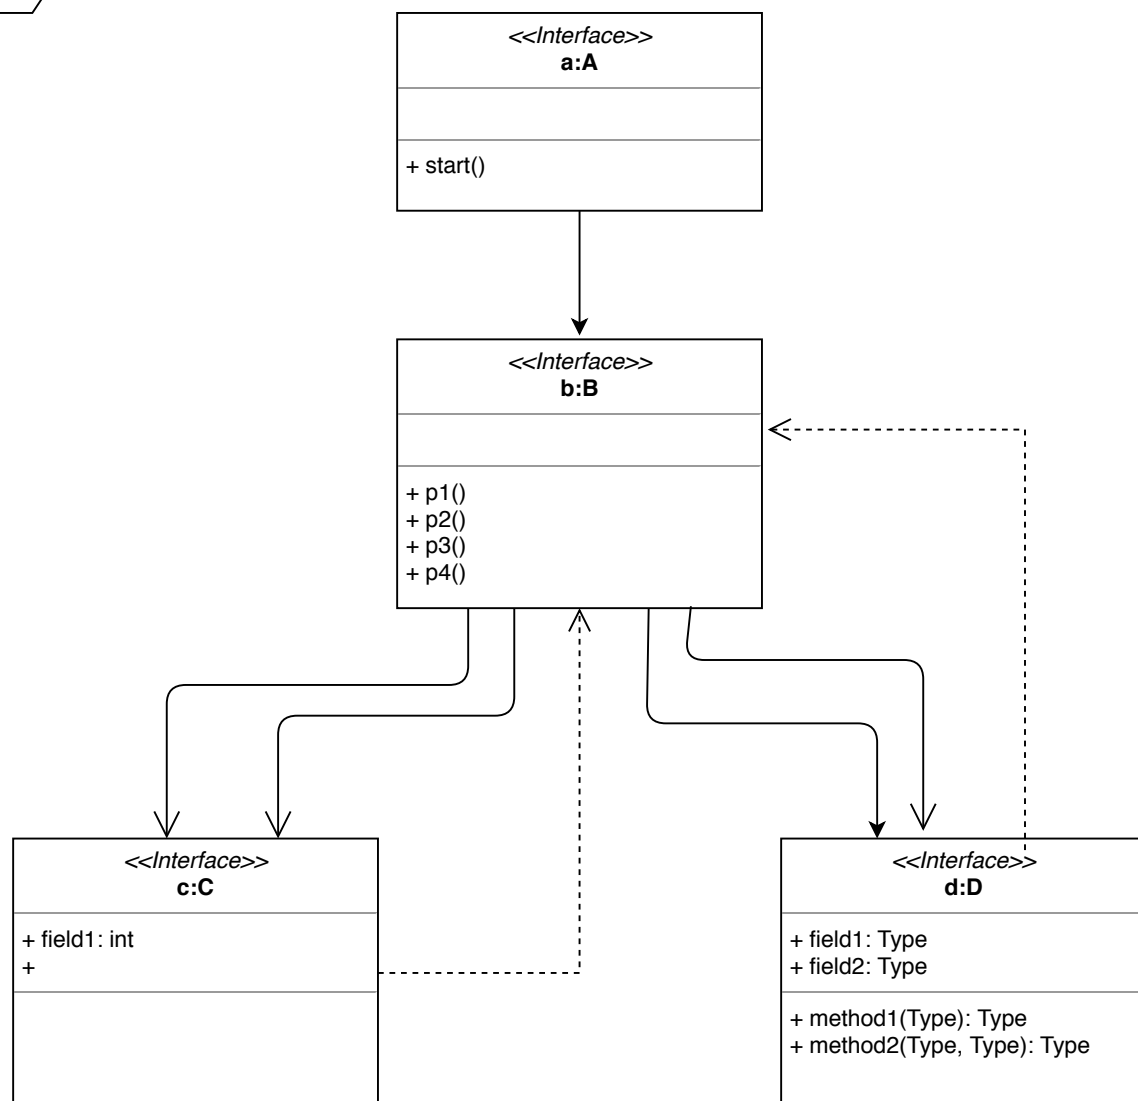 <<Interface>>
a:A
+ start()
<<Interface>>
b:B
+ p1()
+ p2()
+ p3()
+ p4()
<<Interface>>
c:C
+ field1: int
+
<<Interface>>
d:D
+ field1: Type
+ field2: Type
+ method1(Type): Type
+ method2(Type, Type): Type